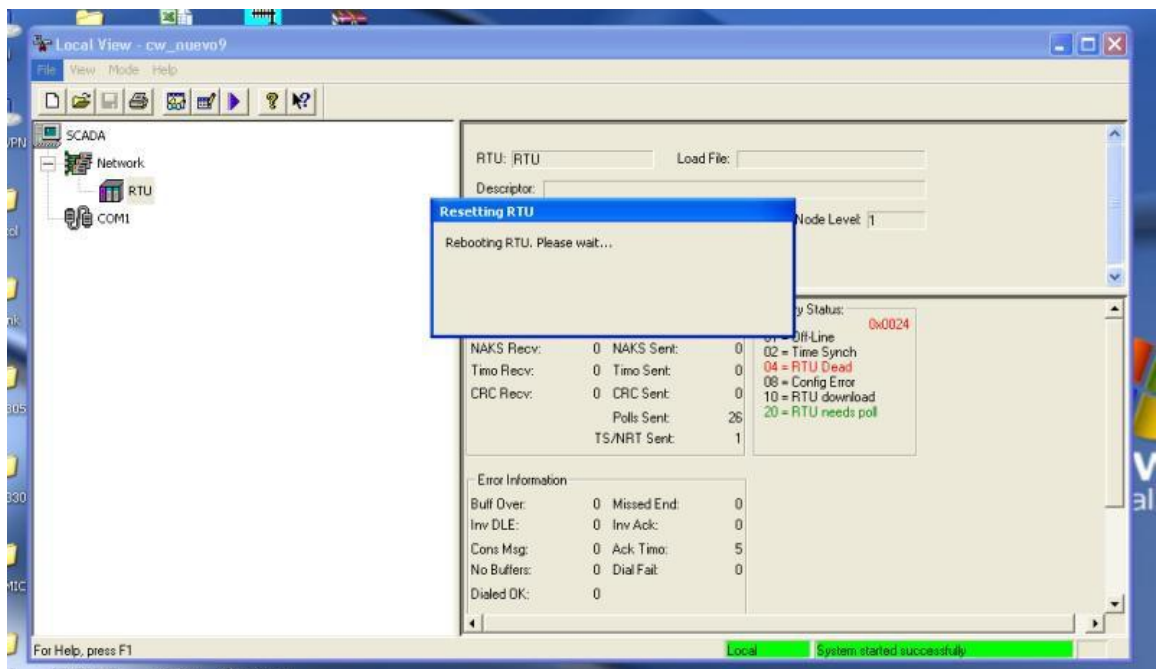 Local View - cw_nuevo9
File View Mode Help
VPN
SCADA
Network
RTU
COM1
RTU: RTU Load File:
Descriptor:
Node Level: 1
Resetting RTU
Rebooting RTU. Please wait...
y Status:
0x0024
01 = Off-Line
02 = Time Synch
04 = RTU Dead
08 = Config Error
10 = RTU download
20 = RTU needs poll
NAKS Recv: 0 NAKS Sent: 0
Timo Recv: 0 Timo Sent: 0
CRC Recv: 0 CRC Sent: 0
Polls Sent: 26
TS/NRT Sent: 1
Error Information
Buff Over: 0 Missed End: 0
Inv DLE: 0 Inv Ack: 0
Cons Msg: 0 Ack Timo: 5
No Buffers: 0 Dial Fail: 0
Dialed OK: 0
For Help, press F1
Local
System started successfully